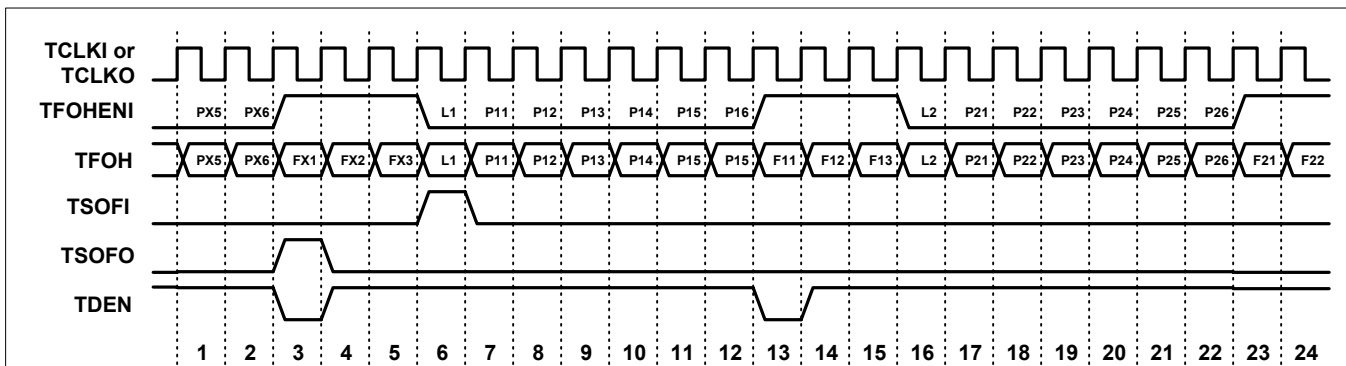 TCLKI or
TCLKO
TFOHENI PX5 PX6 L1 P11 P12 P13 P14 P15 P16 L2 P21 P22 P23 P24 P25 P26
TFOH PX5 PX6 FX1 FX2 FX3 L1 P11 P12 P13 P14 P15 P15 F11 F12 F13 L2 P21 P22 P23 P24 P25 P26 F21 F22
TSOFI
TSOFO
TDEN
1 2 3 4 5 6 7 8 9 10 11 12 13 14 15 16 17 18 19 20 21 22 23 24